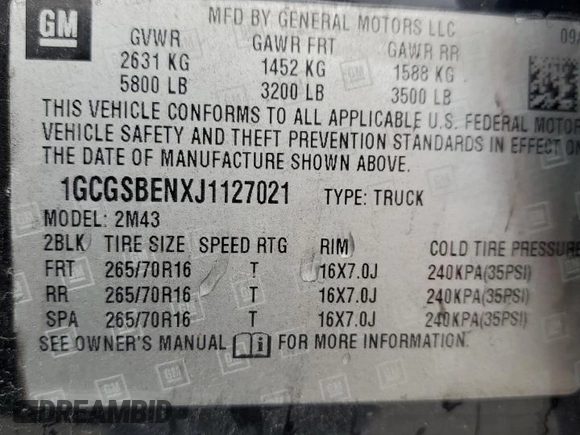 GM MFD BY GENERAL MOTORS LLC
GVWR GAWR FRT GAWR RR 09/
2631 KG 1452 KG 1588 KG
5800 LB 3200 LB 3500 LB
THIS VEHICLE CONFORMS TO ALL APPLICABLE U.S. FEDERAL MOTOR
VEHICLE SAFETY AND THEFT PREVENTION STANDARDS IN EFFECT ON
THE DATE OF MANUFACTURE SHOWN ABOVE.
1GCGSBENXJ1127021 TYPE: TRUCK
MODEL: 2M43
2BLK TIRE SIZE SPEED RTG RIM COLD TIRE PRESSURE
FRT 265/70R16 T 16X7.0J 240KPA(35PSI)
RR 265/70R16 T 16X7.0J 240KPA(35PSI)
SPA 265/70R16 T 16X7.0J 240KPA(35PSI)
SEE OWNER'S MANUAL i FOR MORE INFORMATION.
DREAMBID